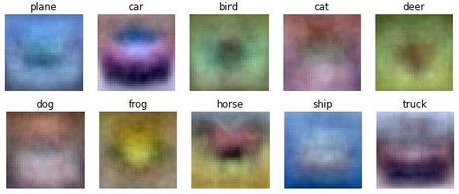 plane car bird cat deer
dog frog horse ship truck